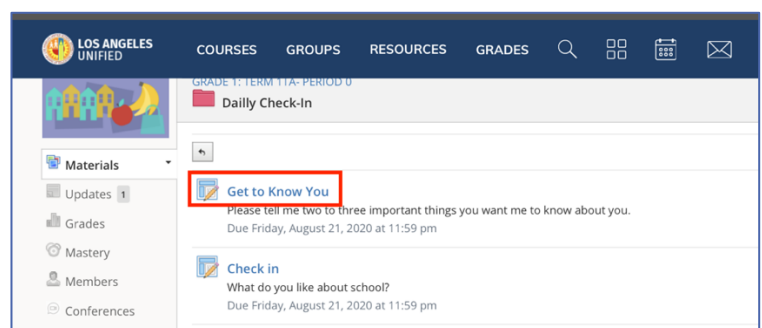 LOS ANGELES
UNIFIED
COURSES GROUPS RESOURCES GRADES
GRADE 1: TERM 11A- PERIOD 0
Dailly Check-In
Materials
Updates 1
Grades
Mastery
Members
Conferences
Get to Know You
Please tell me two to three important things you want me to know about you.
Due Friday, August 21, 2020 at 11:59 pm
Check in
What do you like about school?
Due Friday, August 21, 2020 at 11:59 pm